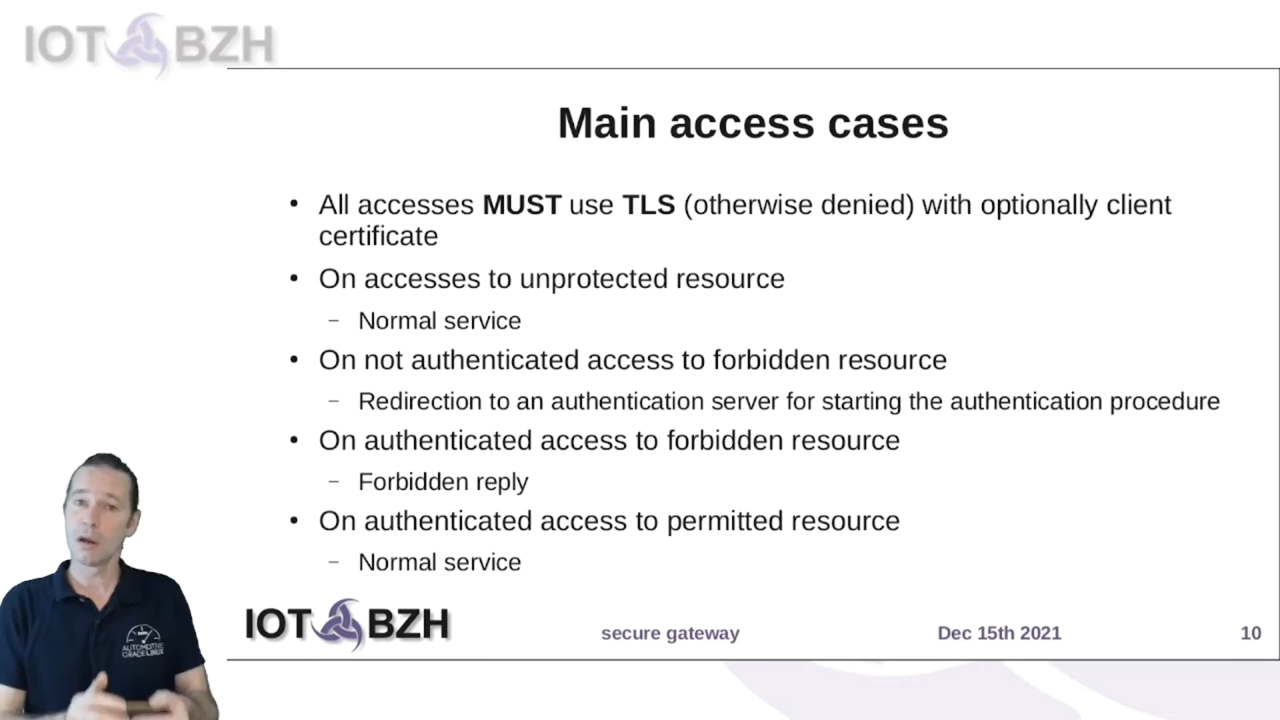 IOT BZH
Main access cases
• All accesses MUST use TLS (otherwise denied) with optionally client
certificate
• On accesses to unprotected resource
– Normal service
• On not authenticated access to forbidden resource
– Redirection to an authentication server for starting the authentication procedure
• On authenticated access to forbidden resource
– Forbidden reply
• On authenticated access to permitted resource
– Normal service
AUTOMOTIVE
GRADE LINUX
IOT BZH
secure gateway
Dec 15th 2021
10